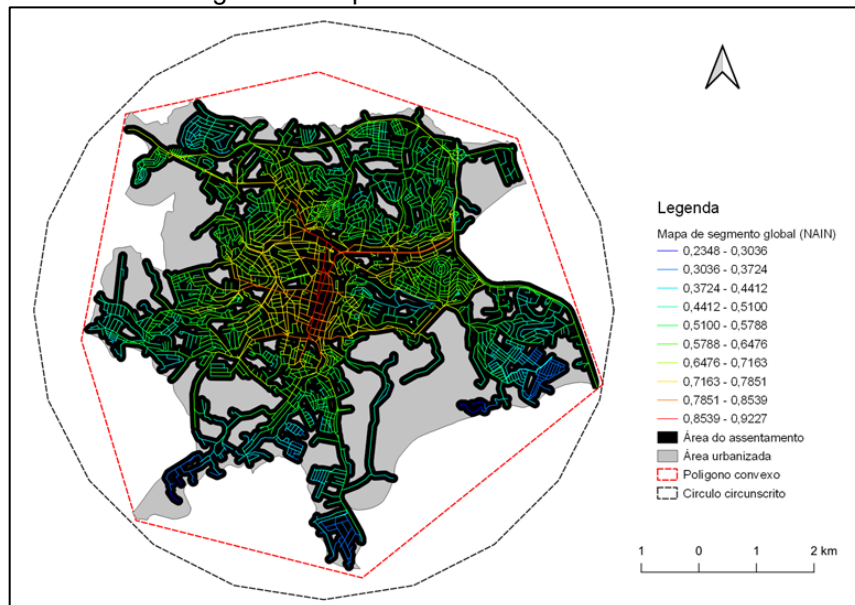 Legenda
Mapa de segmento global (NAIN)
0,2348 - 0,3036
0,3036 - 0,3724
0,3724 - 0,4412
0,4412 - 0,5100
0,5100 - 0,5788
0,5788 - 0,6476
0,6476 - 0,7163
0,7163 - 0,7851
0,7851 - 0,8539
0,8539 - 0,9227
Área do assentamento
Área urbanizada
Poligono convexo
Circulo circunscrito
1 0 1 2 km